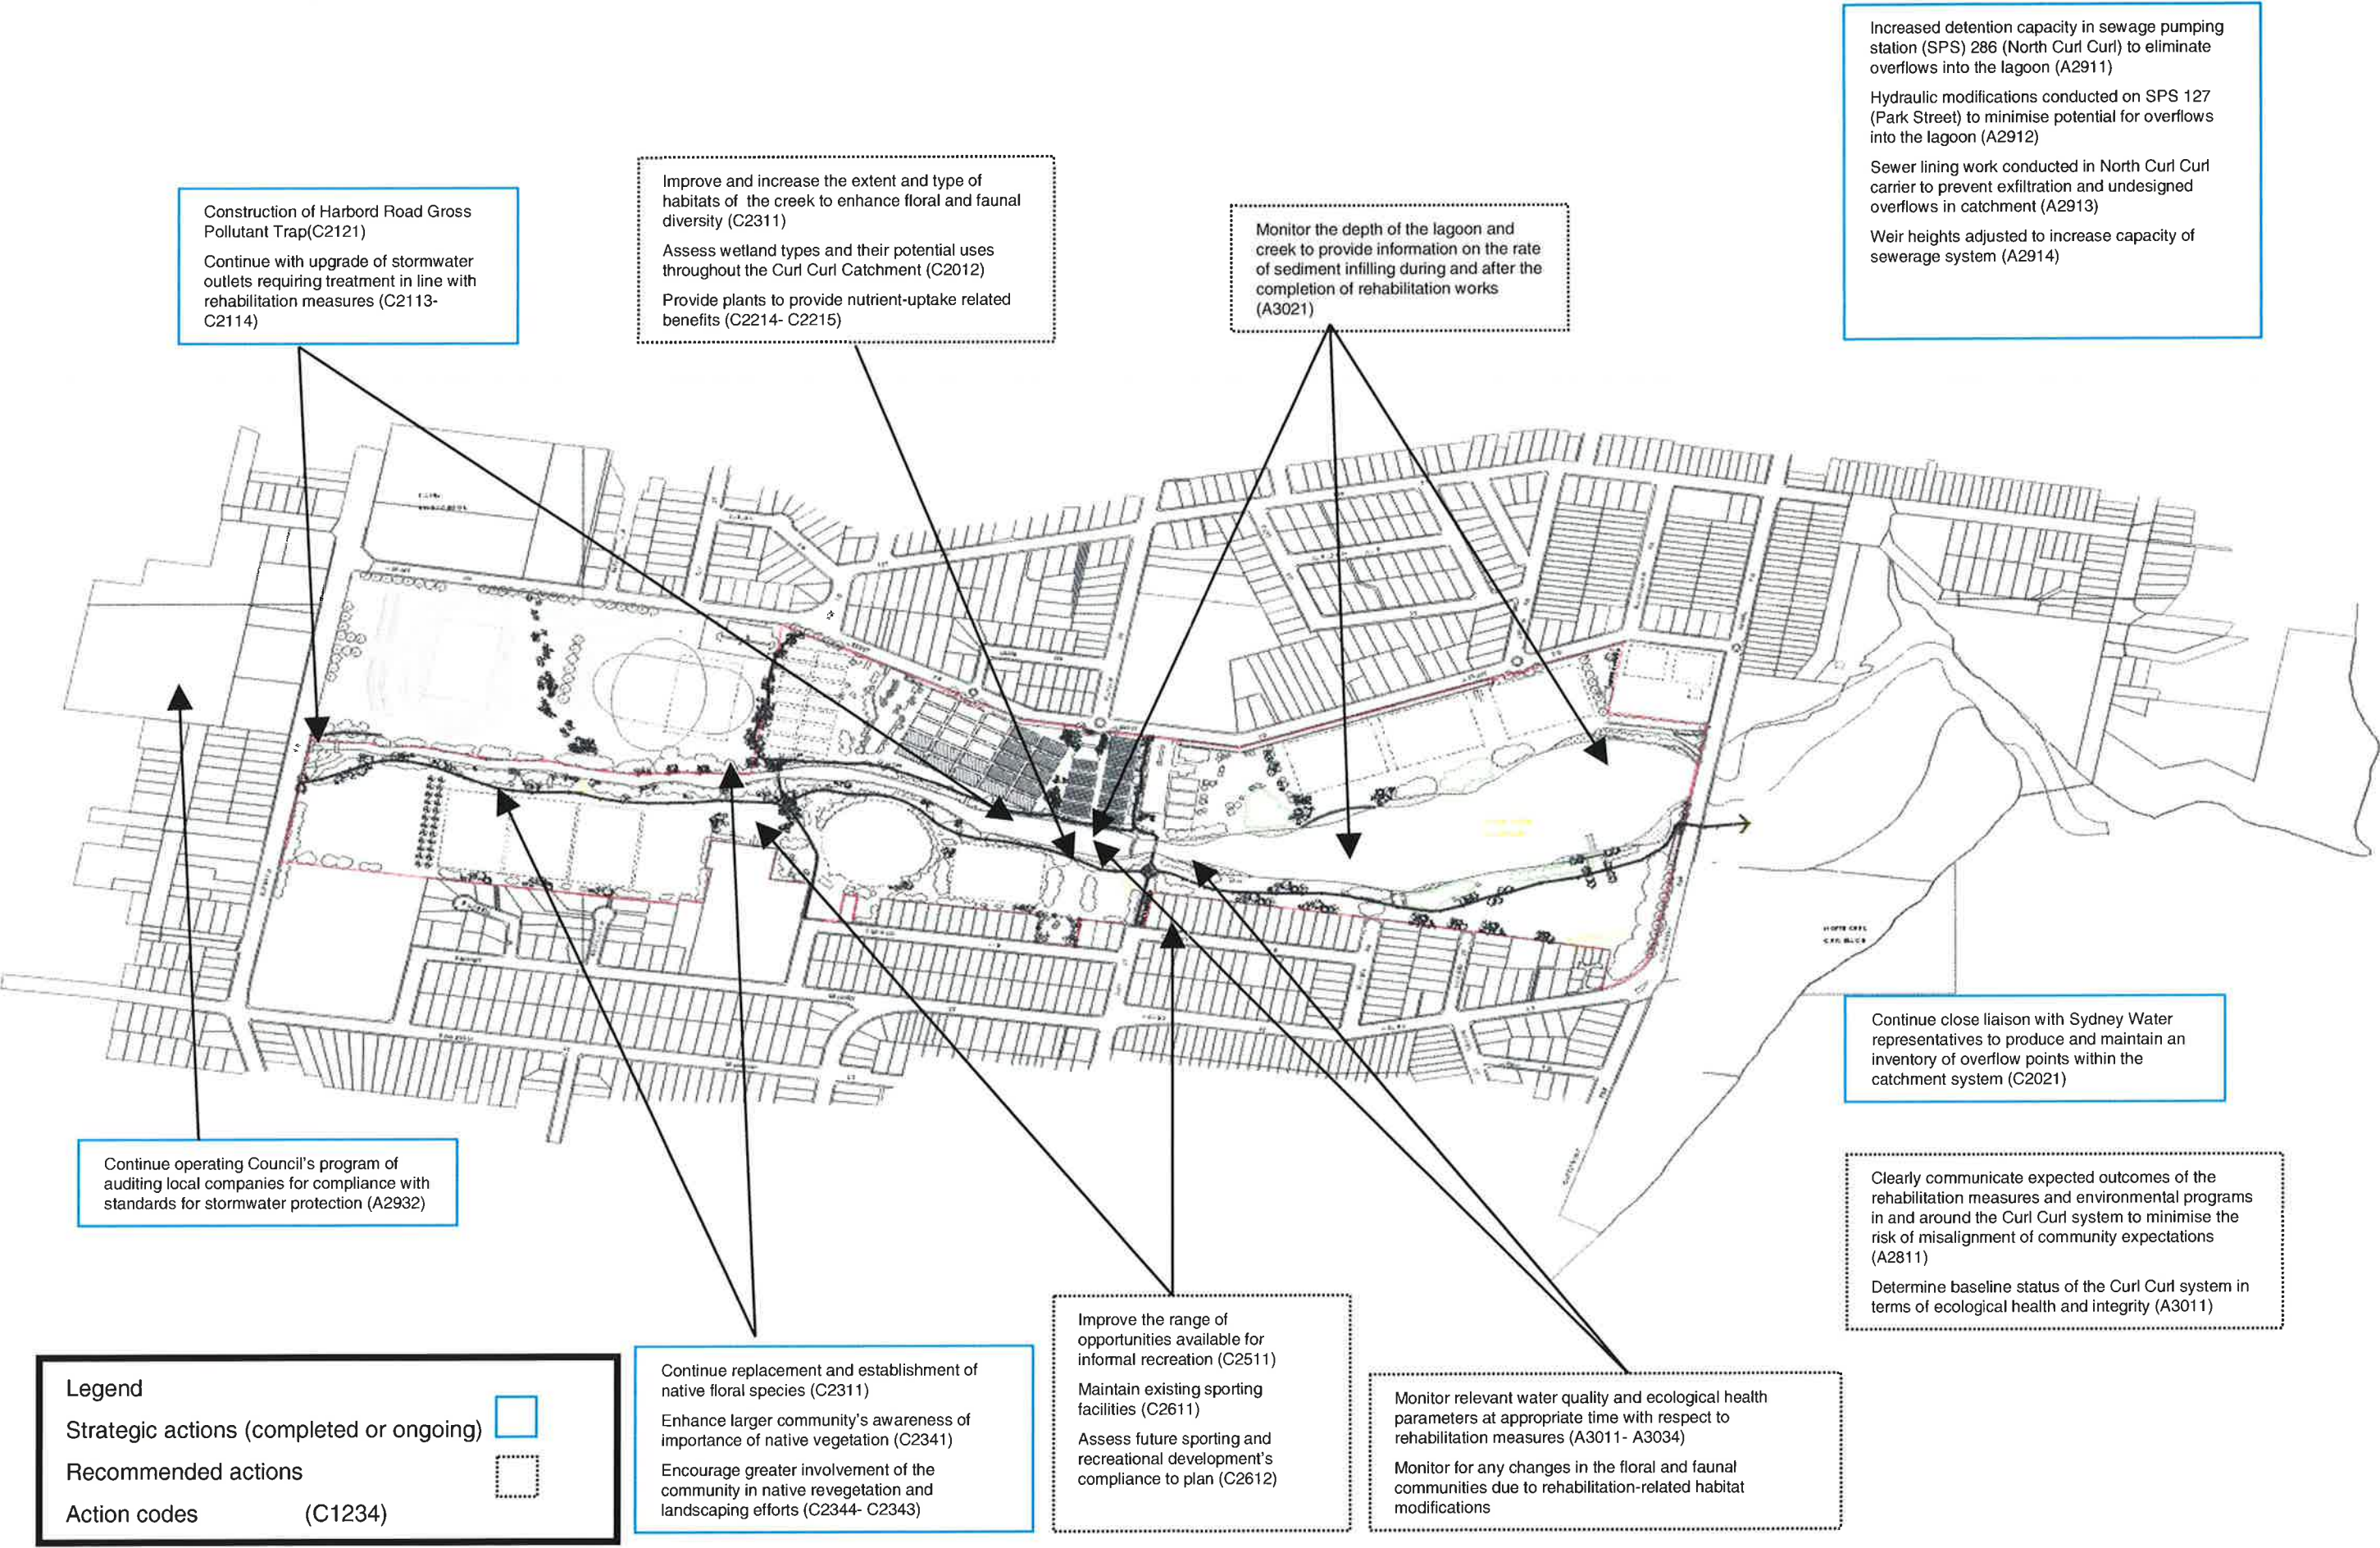 Increased detention capacity in sewage pumping
station (SPS) 286 (North Curl Curl) to eliminate
overflows into the lagoon (A2911)
Hydraulic modifications conducted on SPS 127
(Park Street) to minimise potential for overflows
into the lagoon (A2912)
Sewer lining work conducted in North Curl Curl
carrier to prevent exfiltration and undesigned
overflows in catchment (A2913)
Weir heights adjusted to increase capacity of
sewerage system (A2914)
Construction of Harbord Road Gross
Pollutant Trap(C2121)
Continue with upgrade of stormwater
outlets requiring treatment in line with
rehabilitation measures (C2113-
C2114)
Improve and increase the extent and type of
habitats of the creek to enhance floral and faunal
diversity (C2311)
Assess wetland types and their potential uses
throughout the Curl Curl Catchment (C2012)
Provide plants to provide nutrient-uptake related
benefits (C2214- C2215)
Monitor the depth of the lagoon and
creek to provide information on the rate
of sediment infilling during and after the
completion of rehabilitation works
(A3021)
Continue close liaison with Sydney Water
representatives to produce and maintain an
inventory of overflow points within the
catchment system (C2021)
Continue operating Council's program of
auditing local companies for compliance with
standards for stormwater protection (A2932)
Clearly communicate expected outcomes of the
rehabilitation measures and environmental programs
in and around the Curl Curl system to minimise the
risk of misalignment of community expectations
(A2811)
Determine baseline status of the Curl Curl system in
terms of ecological health and integrity (A3011)
Legend
Strategic actions (completed or ongoing)
Recommended actions
Action codes (C1234)
Continue replacement and establishment of
native floral species (C2311)
Enhance larger community's awareness of
importance of native vegetation (C2341)
Encourage greater involvement of the
community in native revegetation and
landscaping efforts (C2344- C2343)
Improve the range of
opportunities available for
informal recreation (C2511)
Maintain existing sporting
facilities (C2611)
Assess future sporting and
recreational development's
compliance to plan (C2612)
Monitor relevant water quality and ecological health
parameters at appropriate time with respect to
rehabilitation measures (A3011- A3034)
Monitor for any changes in the floral and faunal
communities due to rehabilitation-related habitat
modifications